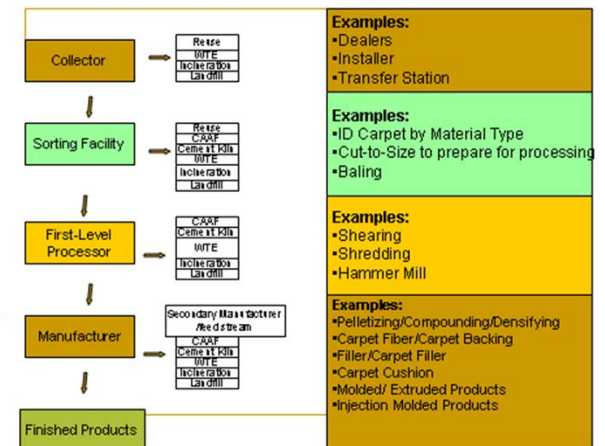 Collector
Reuse
WTE
Incineration
Landfill
Examples:
▪Dealers
▪Installer
▪Transfer Station
Sorting Facility
Reuse
CAAF
Cement Kiln
WTE
Incineration
Landfill
Examples:
▪ID Carpet by Material Type
▪Cut-to-Size to prepare for processing
▪Baling
First-Level
Processor
CAAF
Cement Kiln
WTE
Incineration
Landfill
Examples:
▪Shearing
▪Shredding
▪Hammer Mill
Manufacturer
Secondary Manufacturer
/feedstream
CAAF
Cement Kiln
WTE
Incineration
Landfill
Examples:
▪Pelletizing/Compounding/Densifying
▪Carpet Fiber/Carpet Backing
▪Filler/Carpet Filler
▪Carpet Cushion
▪Molded/ Extruded Products
▪Injection Molded Products
Finished Products